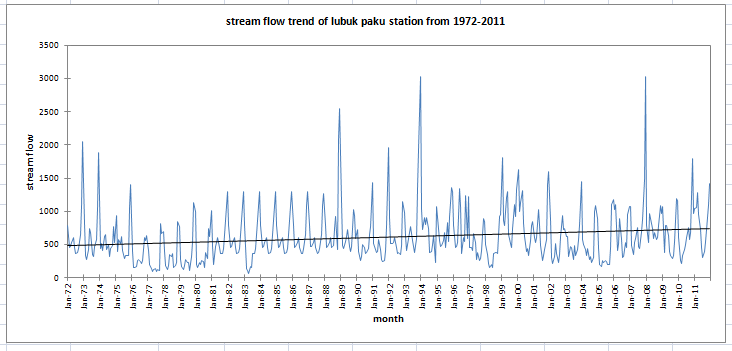 stream flow trend of lubuk paku station from 1972-2011
3500
3000
2500
2000
1500
1000
500
0
stream flow
Jan-72
Jan-73
Jan-74
Jan-75
Jan-76
Jan-77
Jan-78
Jan-79
Jan-80
Jan-81
Jan-82
Jan-83
Jan-84
Jan-85
Jan-86
Jan-87
Jan-88
Jan-89
Jan-90
Jan-91
Jan-92
Jan-93
Jan-94
Jan-95
Jan-96
Jan-97
Jan-98
Jan-99
Jan-00
Jan-01
Jan-02
Jan-03
Jan-04
Jan-05
Jan-06
Jan-07
Jan-08
Jan-09
Jan-10
Jan-11
month